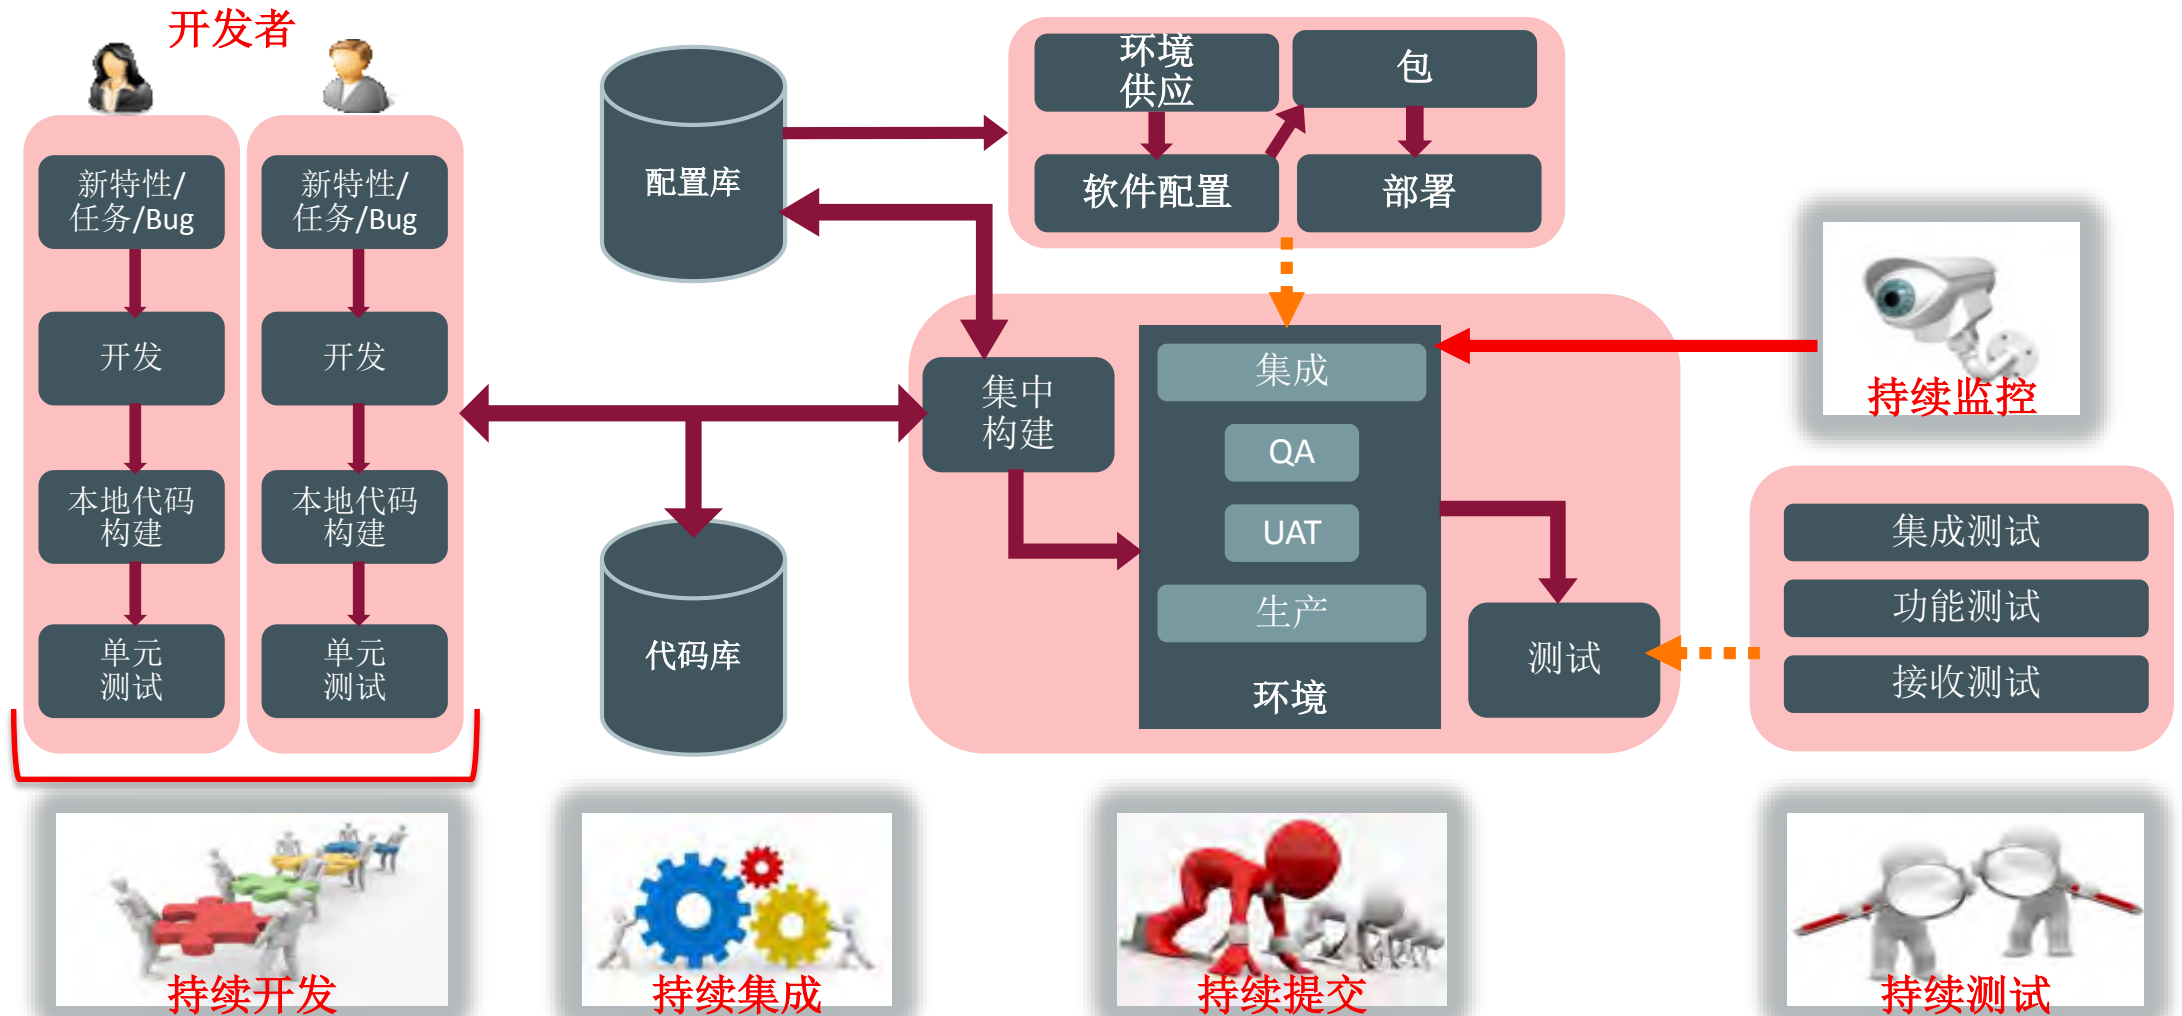 开发者
新特性/
任务/Bug
开发
本地代码
构建
单元
测试
新特性/
任务/Bug
开发
本地代码
构建
单元
测试
配置库
代码库
环境
供应
包
软件配置
部署
集中
构建
集成
QA
UAT
生产
环境
测试
持续监控
集成测试
功能测试
接收测试
持续开发
持续集成
持续提交
持续测试